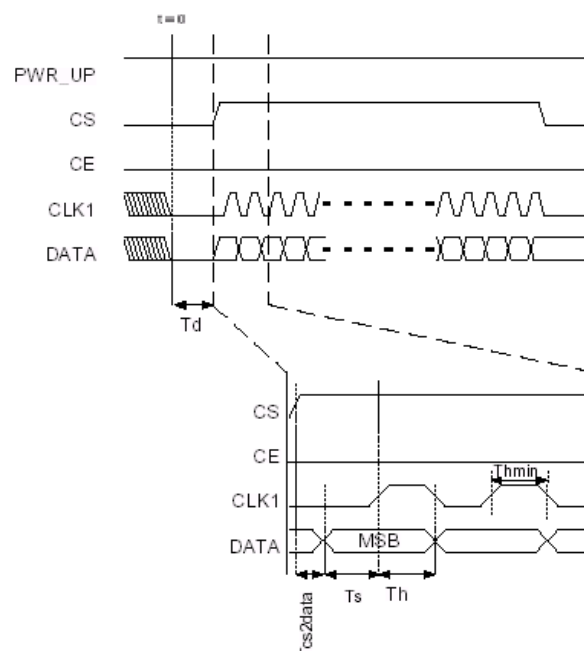 t=0
PWR_UP
CS
CE
CLK1
DATA
Td
CS
CE
Thmin
CLK1
DATA
MSB
Ts
Th
Tcs2data